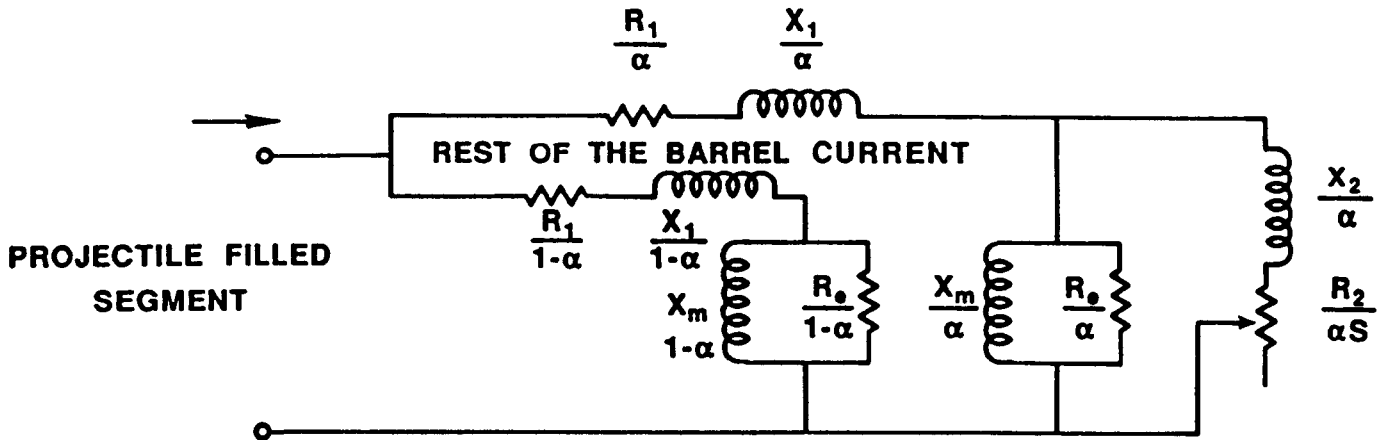 R₁
α
X₁
α
REST OF THE BARREL CURRENT
R₁
1-α
X₁
1-α
PROJECTILE FILLED
SEGMENT
Xₘ
1-α
Rₑ
1-α
Xₘ
α
Rₑ
α
X₂
α
R₂
αS